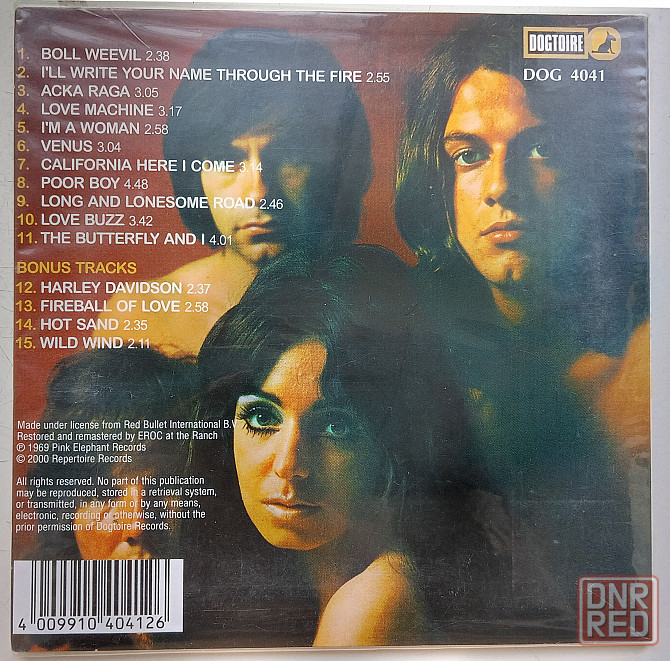 1. BOLL WEEVIL 2.38
2. I'LL WRITE YOUR NAME THROUGH THE FIRE 2.55
3. ACKA RAGA 3.05
4. LOVE MACHINE 3.17
5. I'M A WOMAN 2.58
6. VENUS 3.04
7. CALIFORNIA HERE I COME 3.14
8. POOR BOY 4.48
9. LONG AND LONESOME ROAD 2.46
10. LOVE BUZZ 3.42
11. THE BUTTERFLY AND I 4.01
BONUS TRACKS
12. HARLEY DAVIDSON 2.37
13. FIREBALL OF LOVE 2.58
14. HOT SAND 2.35
15. WILD WIND 2.11
DOGTOIRE
DOG 4041
Made under license from Red Bullet International B.V
Restored and remastered by EROC at the Ranch
℗ 1969 Pink Elephant Records
© 2000 Repertoire Records
All rights reserved. No part of this publication
may be reproduced, stored in a retrieval system,
or transmitted, in any form or by any means,
electronic, recording or otherwise, without the
prior permission of Dogtoire Records.
4 009910 404126
DNR
RED